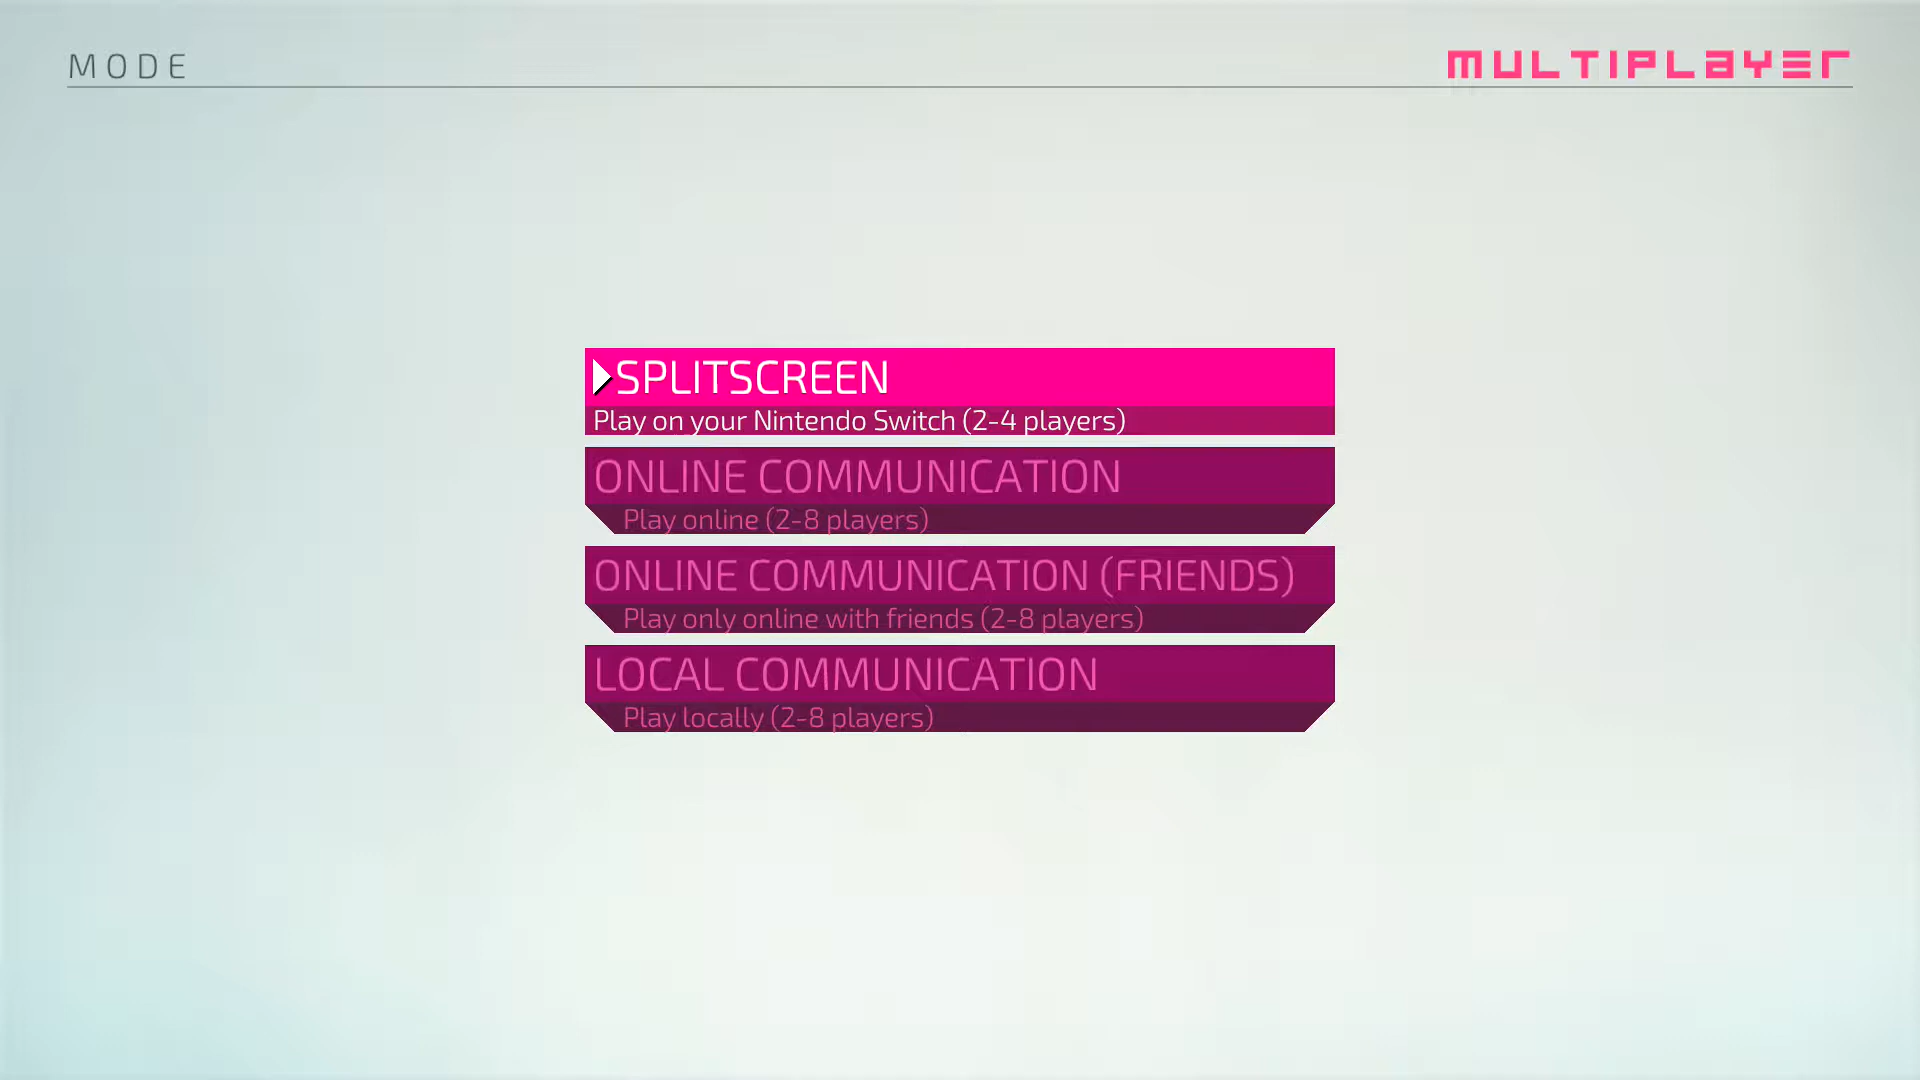 MODE
MULTIPLAYER
SPLITSCREEN
Play on your Nintendo Switch (2-4 players)
ONLINE COMMUNICATION
Play online (2-8 players)
ONLINE COMMUNICATION (FRIENDS)
Play only online with friends (2-8 players)
LOCAL COMMUNICATION
Play locally (2-8 players)